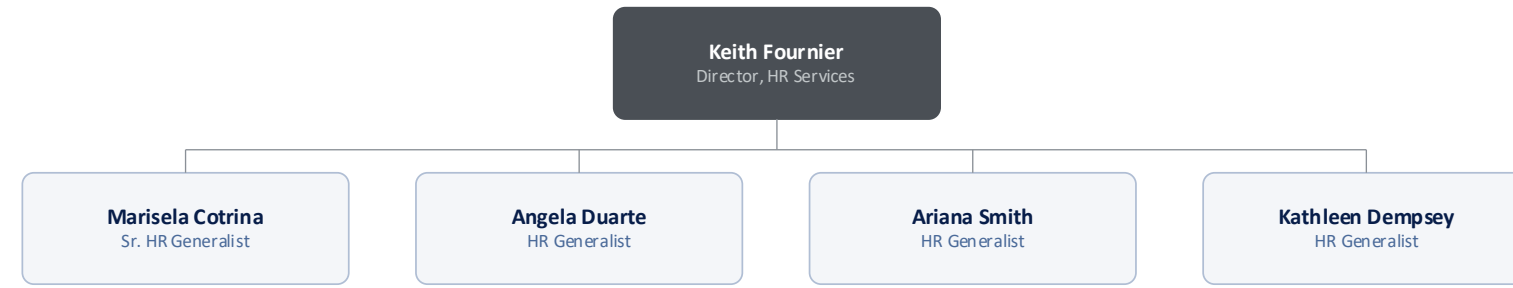 Keith Fournier
Director, HR Services
Marisela Cotrina
Sr. HR Generalist
Angela Duarte
HR Generalist
Ariana Smith
HR Generalist
Kathleen Dempsey
HR Generalist